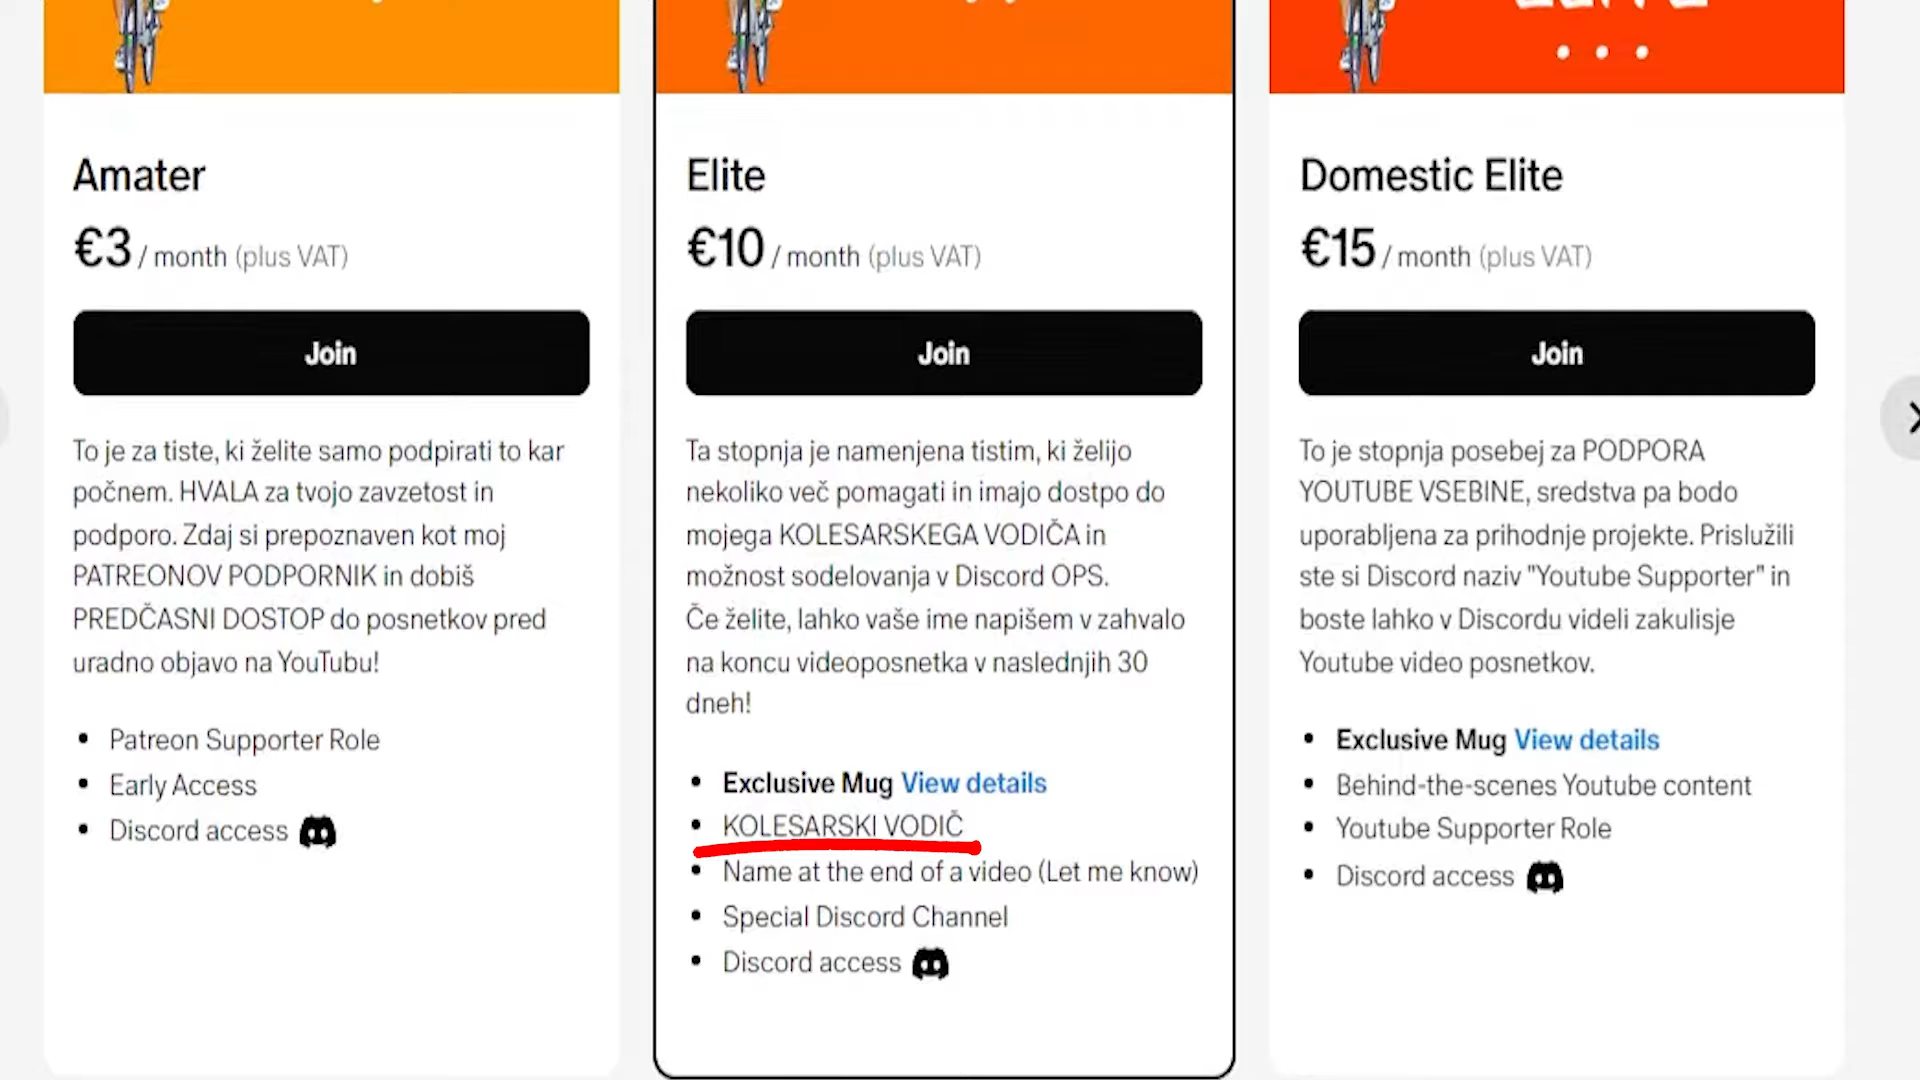 Amater
€3 / month (plus VAT)
Join
To je za tiste, ki želite samo podpirati to kar
počnem. HVALA za tvojo zavzetost in
podporo. Zdaj si prepoznaven kot moj
PATREONOV PODPORNIK in dobiš
PREDČASNI DOSTOP do posnetkov pred
uradno objavo na YouTubu!
• Patreon Supporter Role
• Early Access
• Discord access
Elite
€10 / month (plus VAT)
Join
Ta stopnja je namenjena tistim, ki želijo
nekoliko več pomagati in imajo dostpo do
mojega KOLESARSKEGA VODIČA in
možnost sodelovanja v Discord OPS.
Če želite, lahko vaše ime napišem v zahvalo
na koncu videoposnetka v naslednjih 30
dneh!
• Exclusive Mug View details
• KOLESARSKI VODIČ
• Name at the end of a video (Let me know)
• Special Discord Channel
• Discord access
Domestic Elite
€15 / month (plus VAT)
Join
To je stopnja posebej za PODPORA
YOUTUBE VSEBINE, sredstva pa bodo
uporabljena za prihodnje projekte. Prislužili
ste si Discord naziv "Youtube Supporter" in
boste lahko v Discordu videli zakulisje
Youtube video posnetkov.
• Exclusive Mug View details
• Behind-the-scenes Youtube content
• Youtube Supporter Role
• Discord access